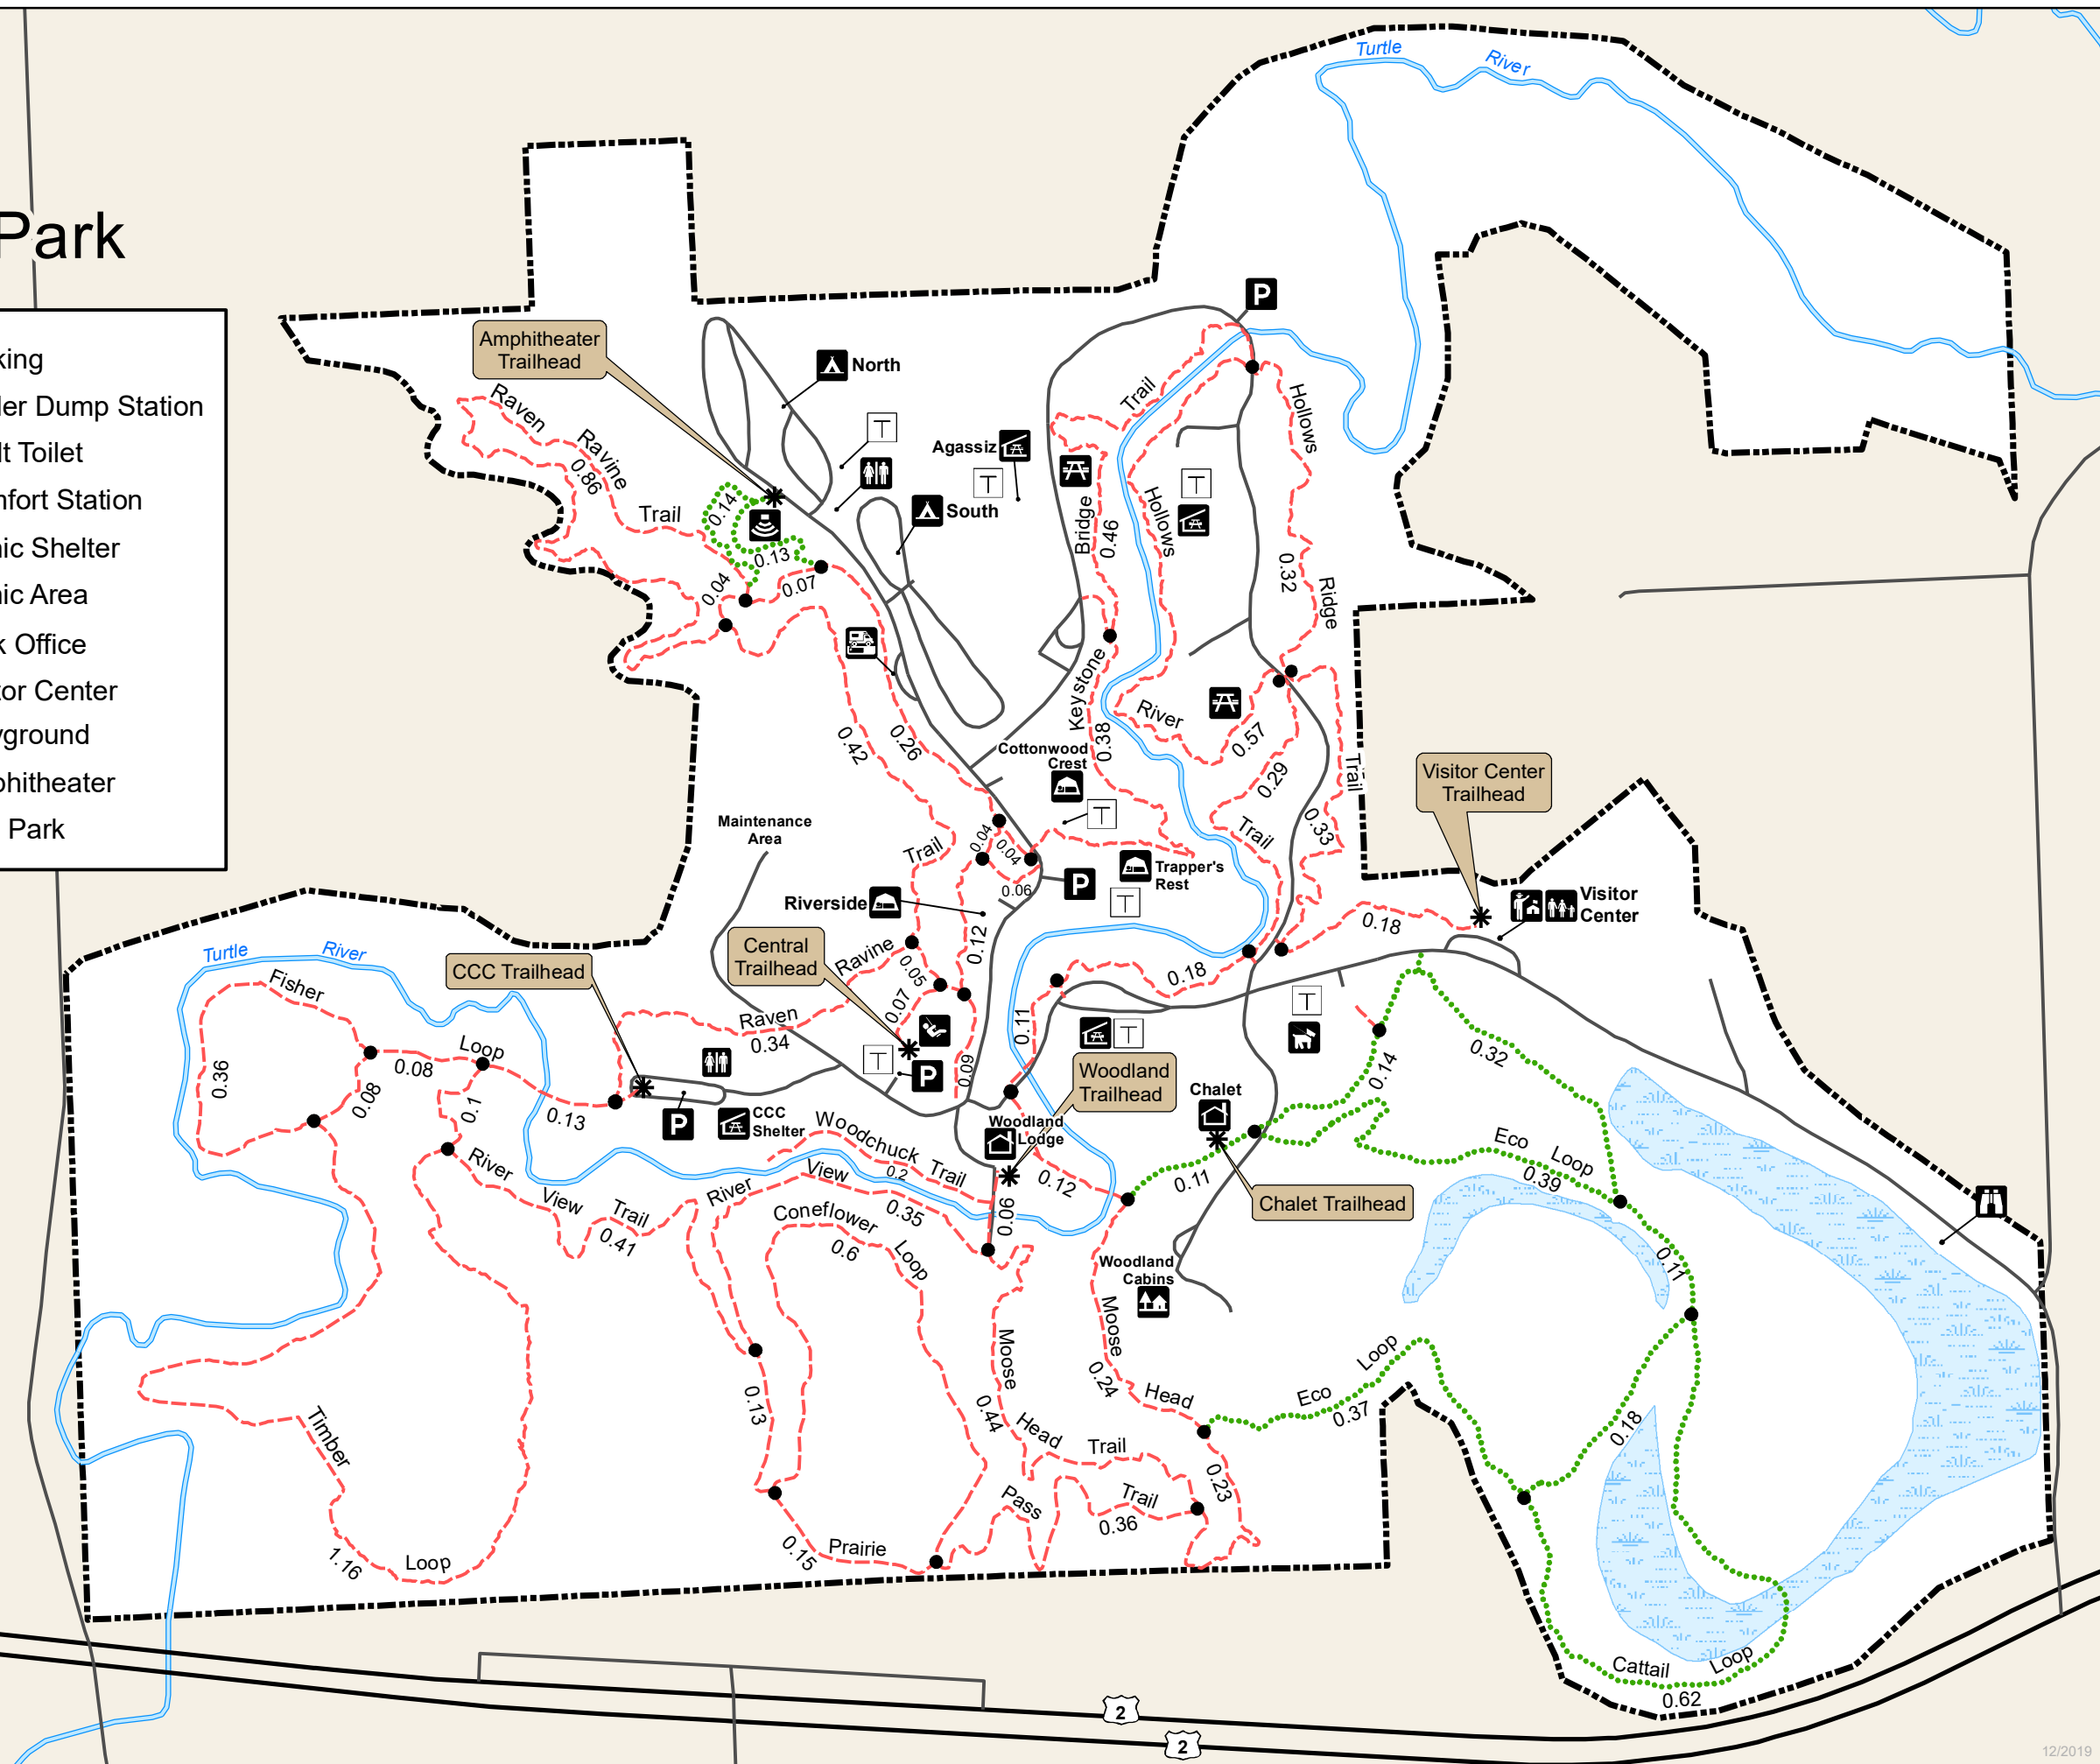 Turtle
River
Park
king
ler Dump Station
lt Toilet
nfort Station
nic Shelter
nic Area
k Office
tor Center
yground
phitheater
Park
Amphitheater
Trailhead
North
Agassiz
South
Raven
Ravine
0.86
Trail
0.14
0.13
0.07
0.04
Trail
Hollows
Bridge
0.46
Hollows
0.32
Ridge
Keystone
0.38
River
0.57
0.29
Trail
0.33
Trail
0.42
0.26
Cottonwood
Crest
Visitor Center
Trailhead
Maintenance
Area
Trail
0.04
0.04
0.06
P
P
Trapper's
Rest
Riverside
Visitor
Center
0.18
Central
Trailhead
Ravine
0.12
0.05
0.07
0.18
CCC Trailhead
Turtle
River
Fisher
Raven
0.34
0.11
0.09
P
Woodland
Trailhead
Loop
0.08
0.36
0.08
0.1
0.13
P
CCC
Shelter
Woodchuck
Trail
0.2
Woodland
Lodge
Chalet
0.14
0.32
Eco
Loop
0.39
0.12
0.11
Chalet Trailhead
River
View
Trail
0.41
River
View
0.35
0.06
Coneflower
Loop
0.6
Woodland
Cabins
0.11
Moose
Head
0.24
Moose
Head
Trail
0.44
0.13
Eco
Loop
0.37
0.18
0.23
Timber
Loop
1.16
0.15
Prairie
Pass
Trail
0.36
Cattail
Loop
0.62
2
2
12/2019